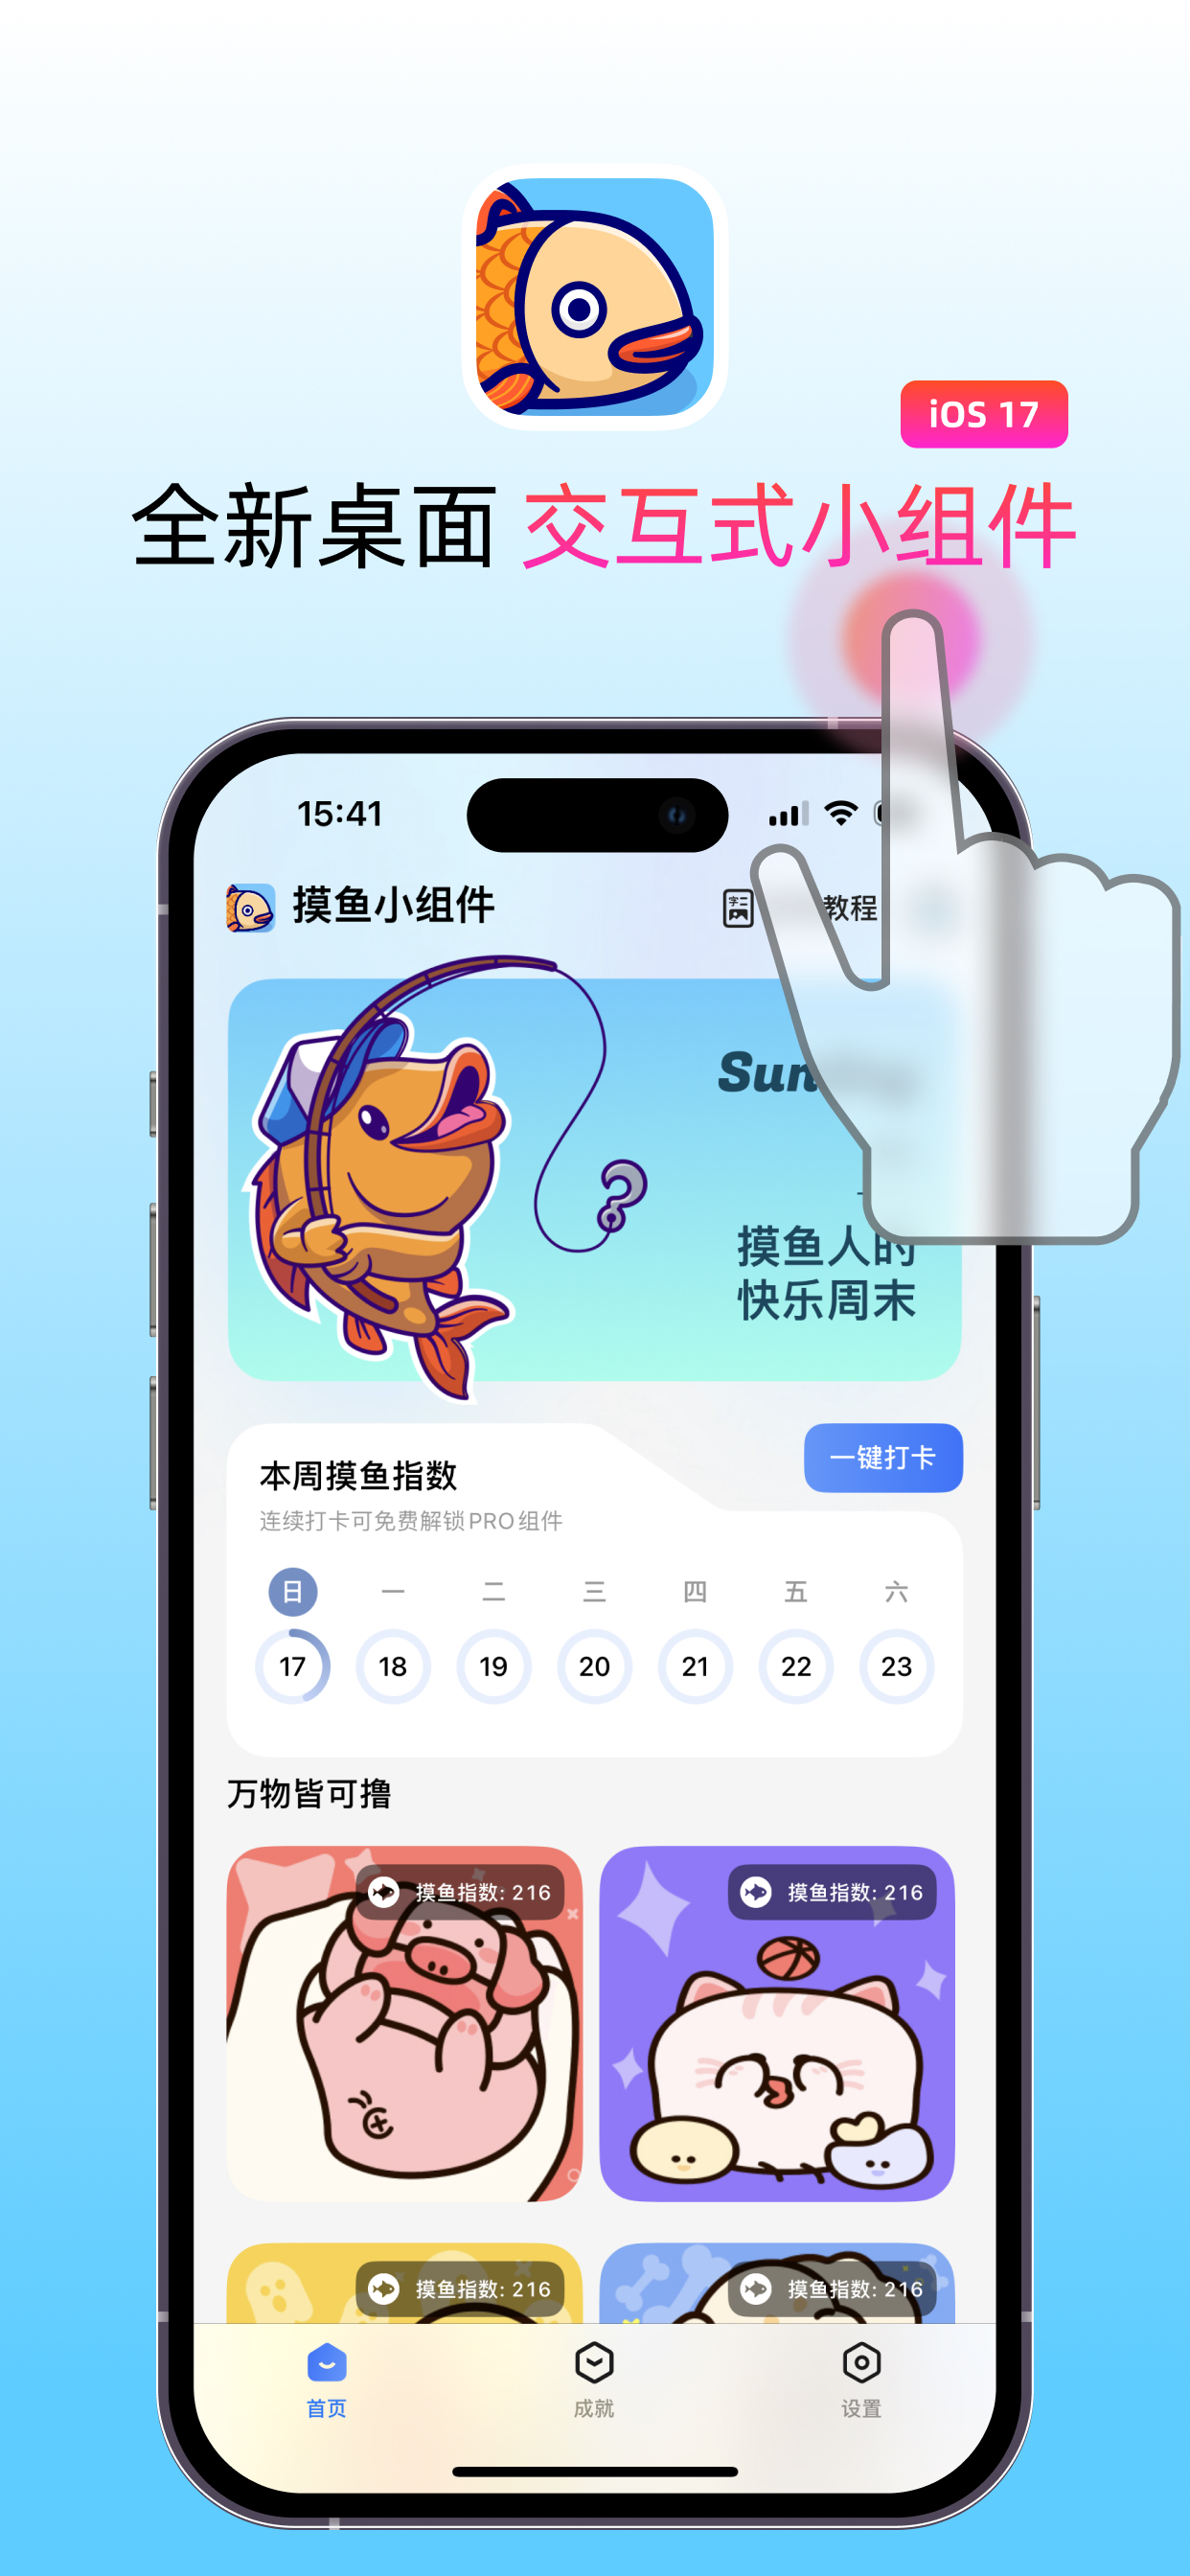 iOS 17
全新桌面 交互式小组件
15:41
摸鱼小组件
教程
摸鱼人的
快乐周末
一键打卡
本周摸鱼指数
连续打卡可免费解锁PRO组件
日 一 二 三 四 五 六
17 18 19 20 21 22 23
万物皆可撸
摸鱼指数: 216
摸鱼指数: 216
摸鱼指数: 216
摸鱼指数: 216
首页 成就 设置